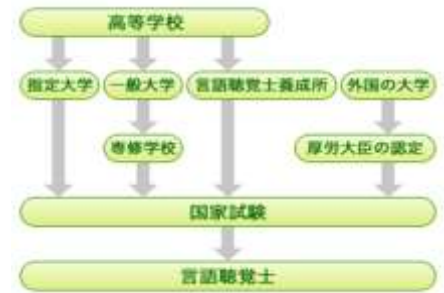 高等学校
指定大学
一般大学
言語聴覚士養成所
外国の大学
専修学校
厚労大臣の認定
国家試験
言語聴覚士